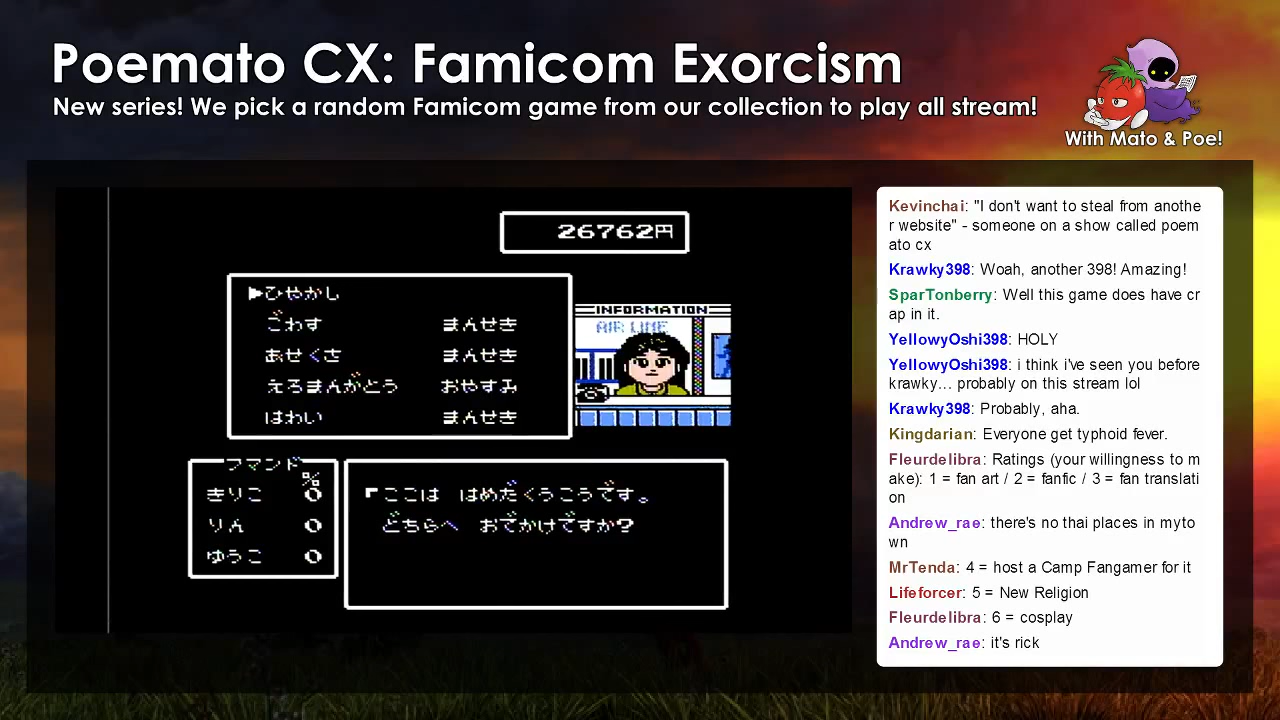 Poemato CX: Famicom Exorcism
New series! We pick a random Famicom game from our collection to play all stream!
With Mato & Poe!
26762円
▶ひやかし
ごわす まんせき
あせくさ まんせき
えろまんがとう おやすみ
はわい まんせき
INFORMATION
AIR LINE
フマンド%
きりこ 0
りん 0
ゆうこ 0
「ここは はめだくうこうです。
どちらへ おでかけですか?
Kevinchai: "I don't want to steal from anothe
r website" - someone on a show called poem
ato cx
Krawky398: Woah, another 398! Amazing!
SparTonberry: Well this game does have cr
ap in it.
YellowyOshi398: HOLY
YellowyOshi398: i think i've seen you before
krawky... probably on this stream lol
Krawky398: Probably, aha.
Kingdarian: Everyone get typhoid fever.
Fleurdelibra: Ratings (your willingness to m
ake): 1 = fan art / 2 = fanfic / 3 = fan translati
on
Andrew_rae: there's no thai places in myto
wn
MrTenda: 4 = host a Camp Fangamer for it
Lifeforcer: 5 = New Religion
Fleurdelibra: 6 = cosplay
Andrew_rae: it's rick